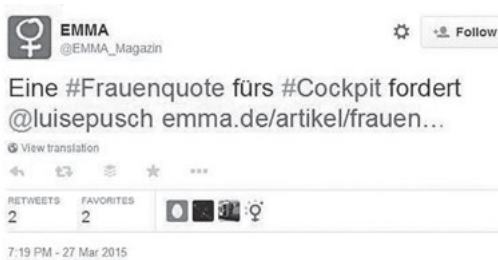 EMMA
@EMMA_Magazin
Follow
Eine #Frauenquote fürs #Cockpit fordert
@luisepusch emma.de/artikel/frauen...
View translation
RETWEETS FAVORITES
2 2
7:19 PM - 27 Mar 2015